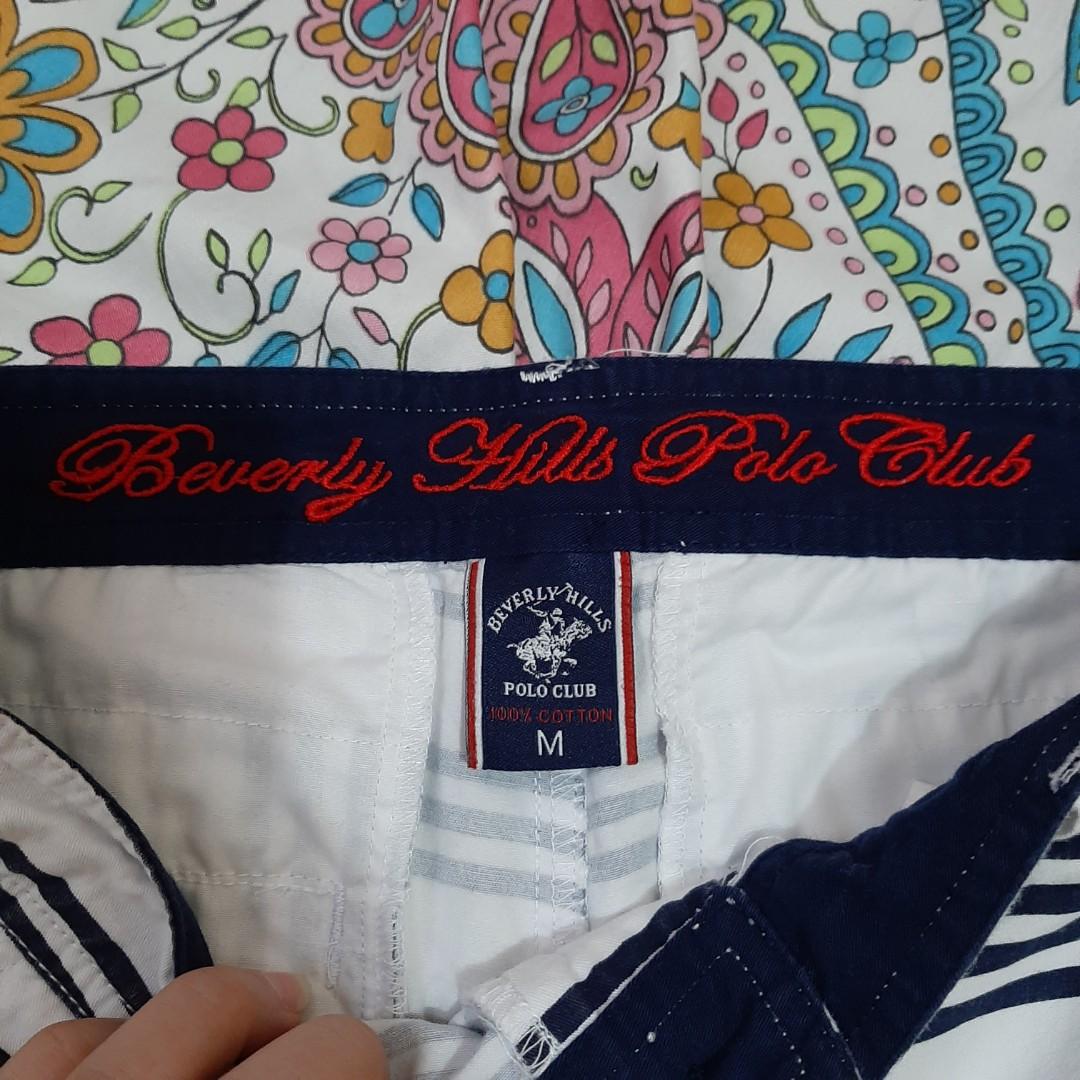 Beverly Hills Polo Club
BEVERLY HILLS
POLO CLUB
100% COTTON
M